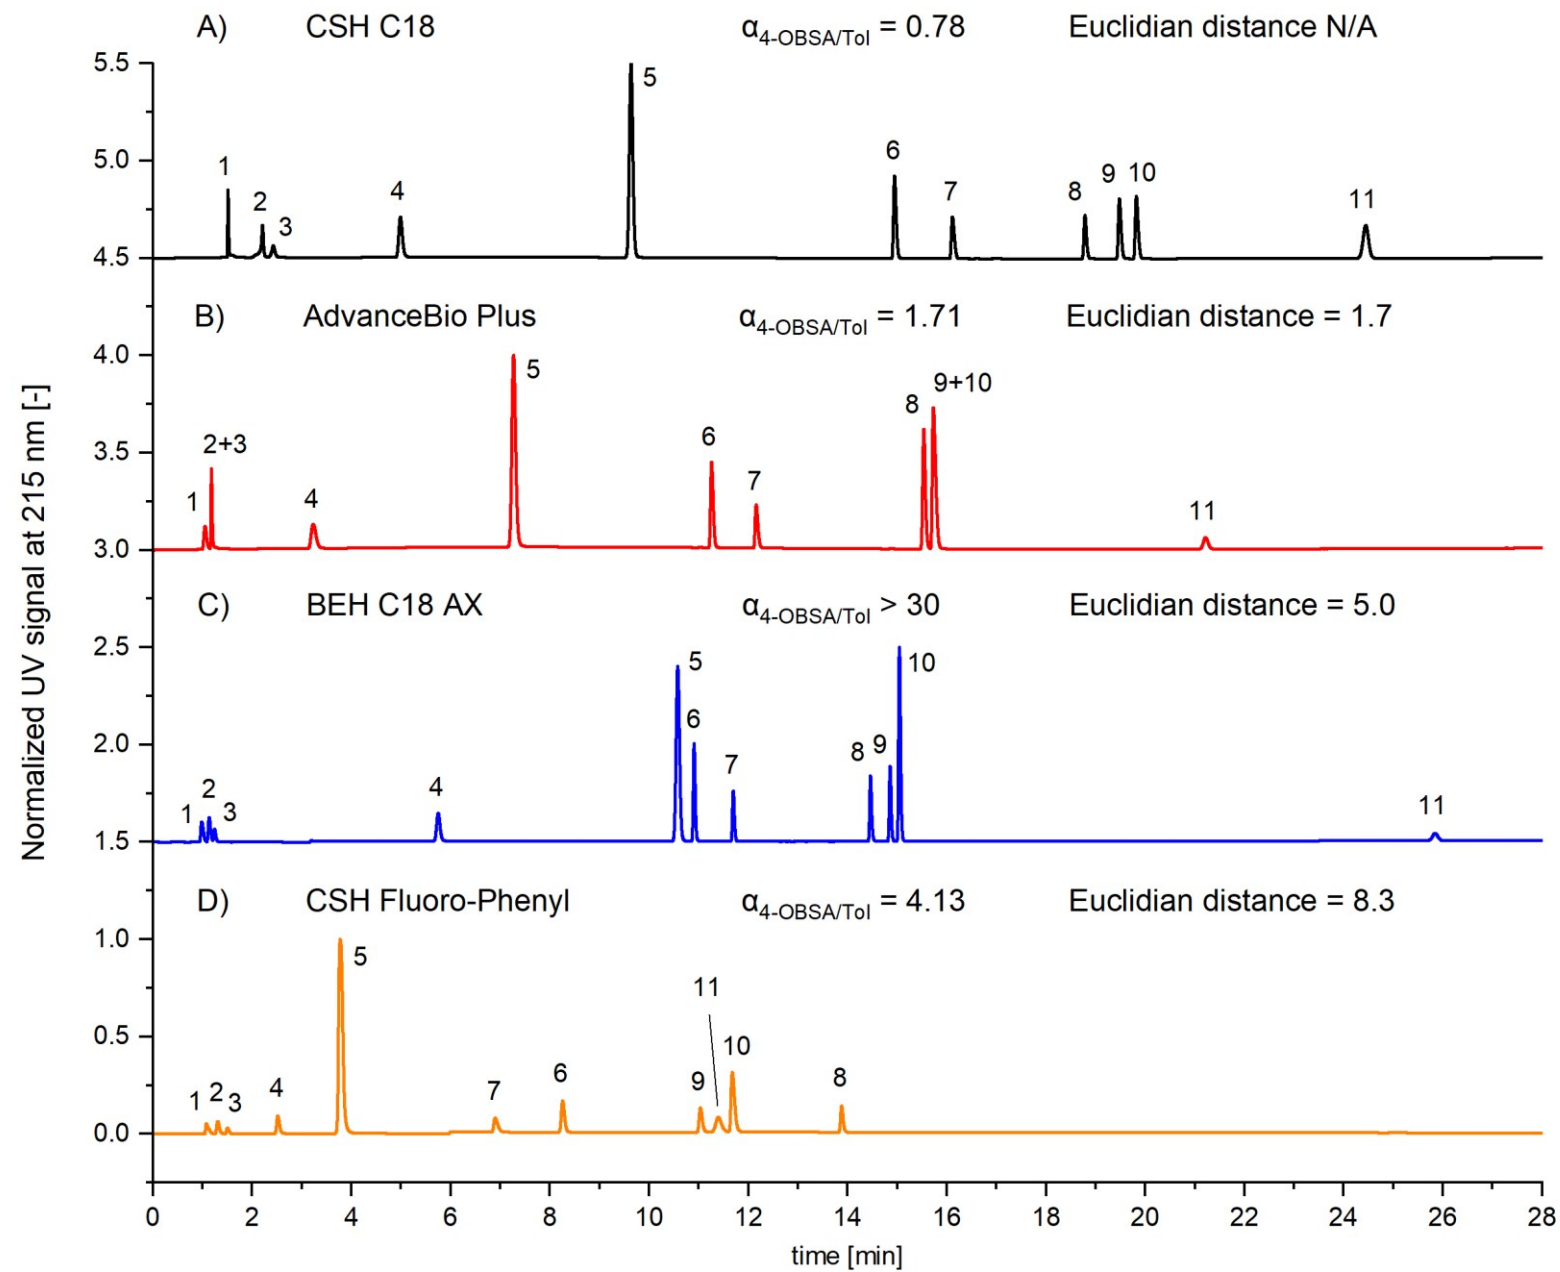 A) CSH C18 α4-OBSA/Tol = 0.78 Euclidian distance N/A
5.5
5
1 2 3 4 6 7 8 9 10 11
5.0
4.5
B) AdvanceBio Plus α4-OBSA/Tol = 1.71 Euclidian distance = 1.7
4.0
5
1 2+3 4 6 7 8 9+10 11
3.5
3.0
C) BEH C18 AX α4-OBSA/Tol > 30 Euclidian distance = 5.0
2.5
1 2 3 4 5 6 7 8 9 10 11
2.0
1.5
D) CSH Fluoro-Phenyl α4-OBSA/Tol = 4.13 Euclidian distance = 8.3
1.0
1 2 3 4 5 7 6 9 11 10 8
0.5
0.0
0 2 4 6 8 10 12 14 16 18 20 22 24 26 28
time [min]
Normalized UV signal at 215 nm [-]